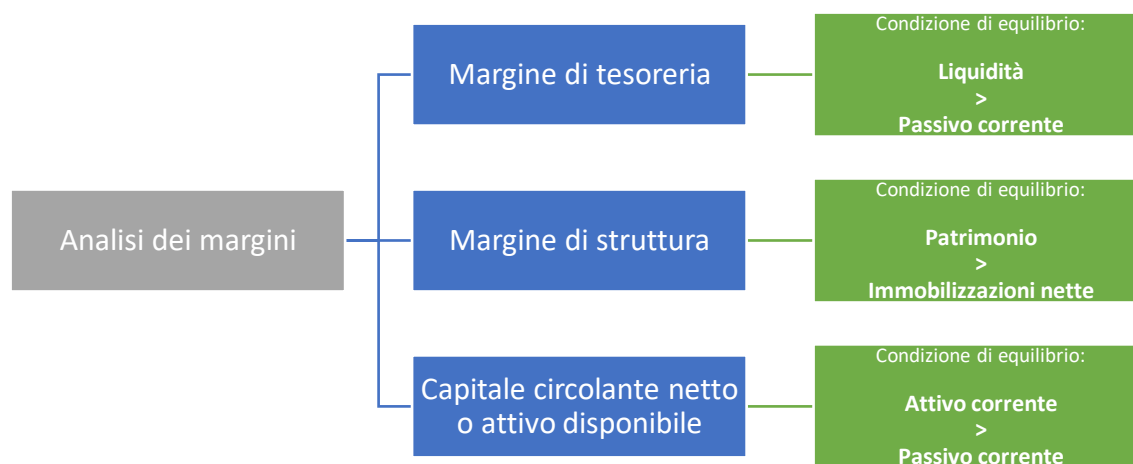 Analisi dei margini
Margine di tesoreria
Condizione di equilibrio:
Liquidità
>
Passivo corrente
Margine di struttura
Condizione di equilibrio:
Patrimonio
>
Immobilizzazioni nette
Capitale circolante netto
o attivo disponibile
Condizione di equilibrio:
Attivo corrente
>
Passivo corrente